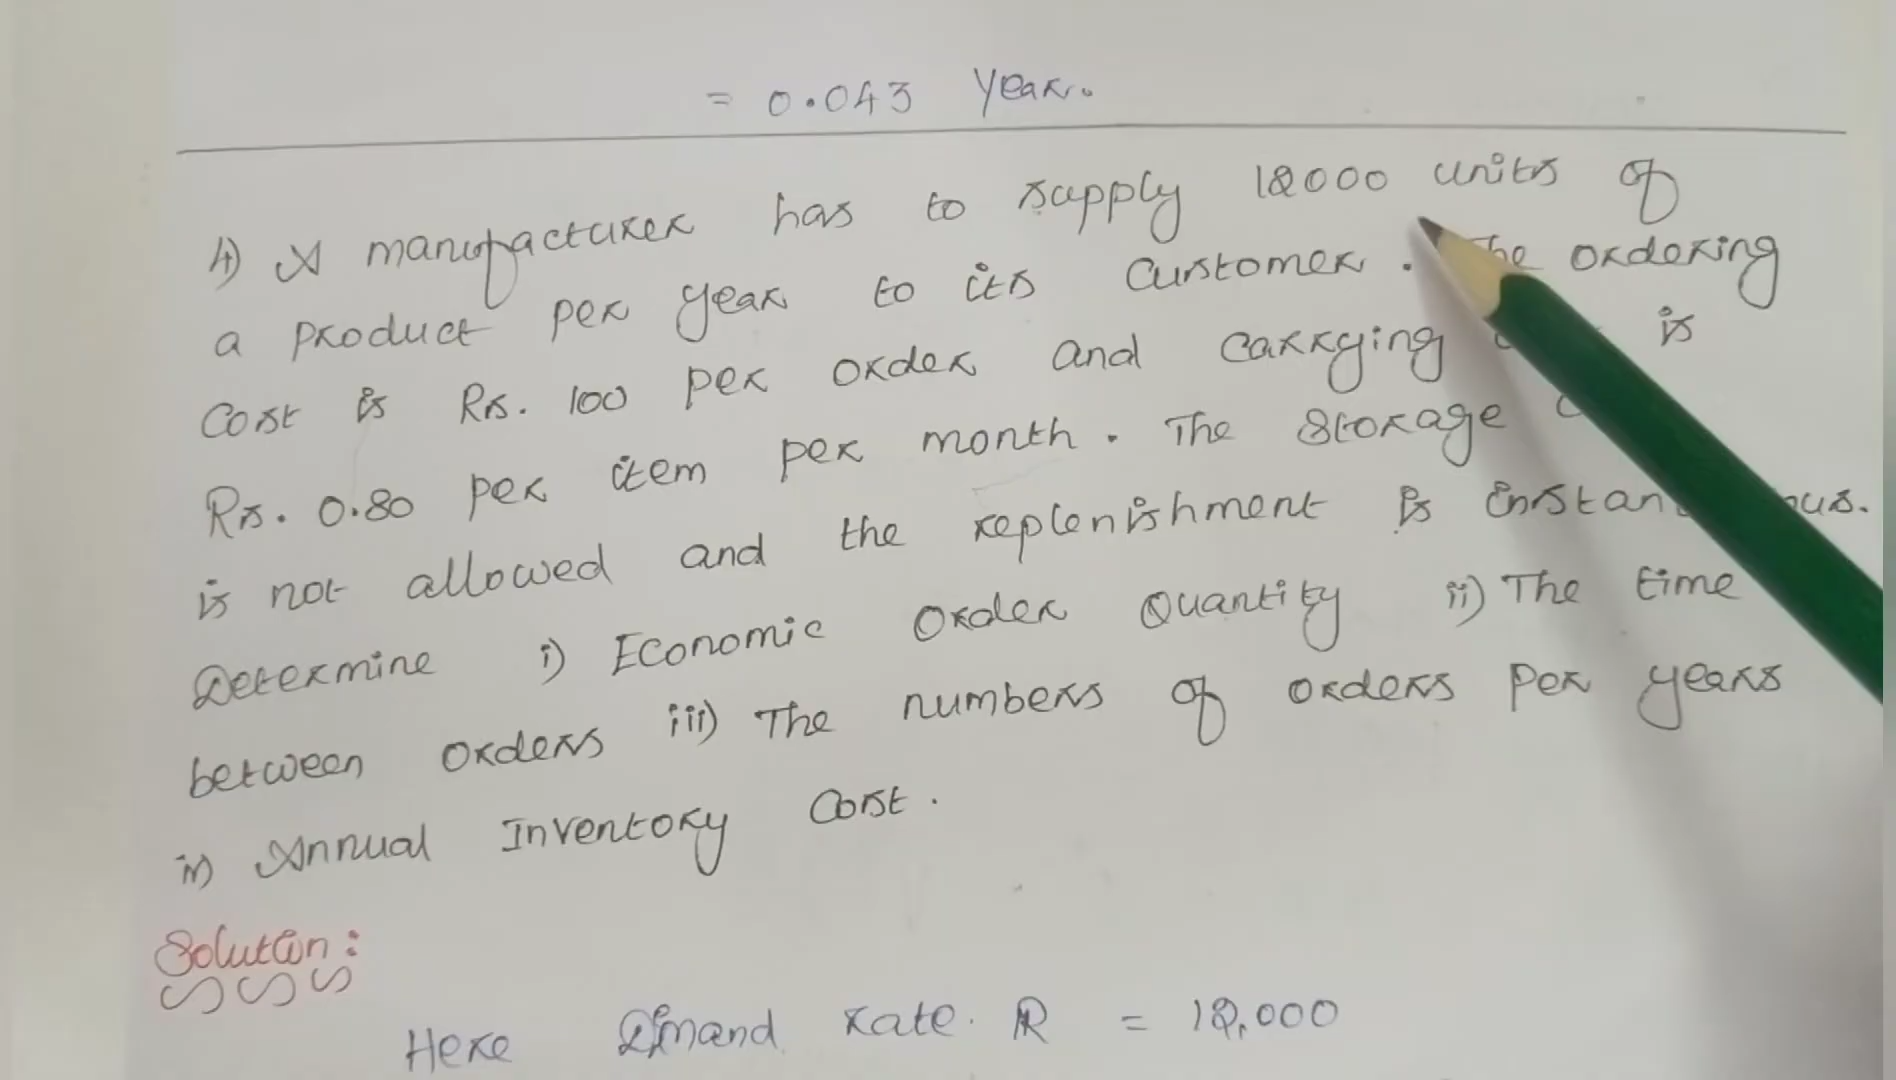 = 0.043 Year.
4) A manufacturer has to supply 12000 units of
a product per year to its customer. The ordering
cost is Rs. 100 per order and carrying is
Rs. 0.80 per item per month. The Storage
is not allowed and the replenishment is
Determine i) Economic Order Quantity ii) The time
between orders iii) The numbers of orders per years
iv) Annual Inventory Cost.
Solution:
Here Demand rate. R = 12,000